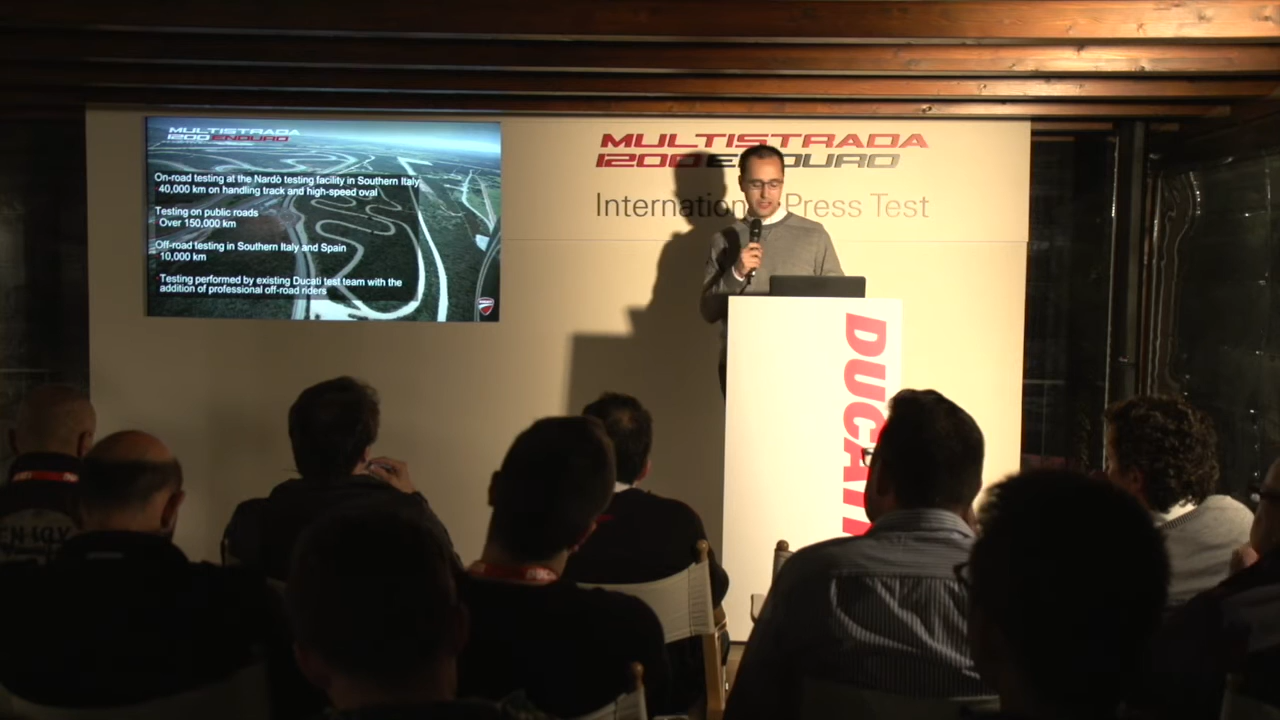 MULTISTRADA
1200 ENDURO
On-road testing at the Nardò testing facility in Southern Italy
40,000 km on handling track and high-speed oval
Testing on public roads
Over 150,000 km
Off-road testing in Southern Italy and Spain
10,000 km
Testing performed by existing Ducati test team with the
addition of professional off-road riders
MULTISTRADA
1200 ENDURO
International Press Test
DUCATI
ENJOY